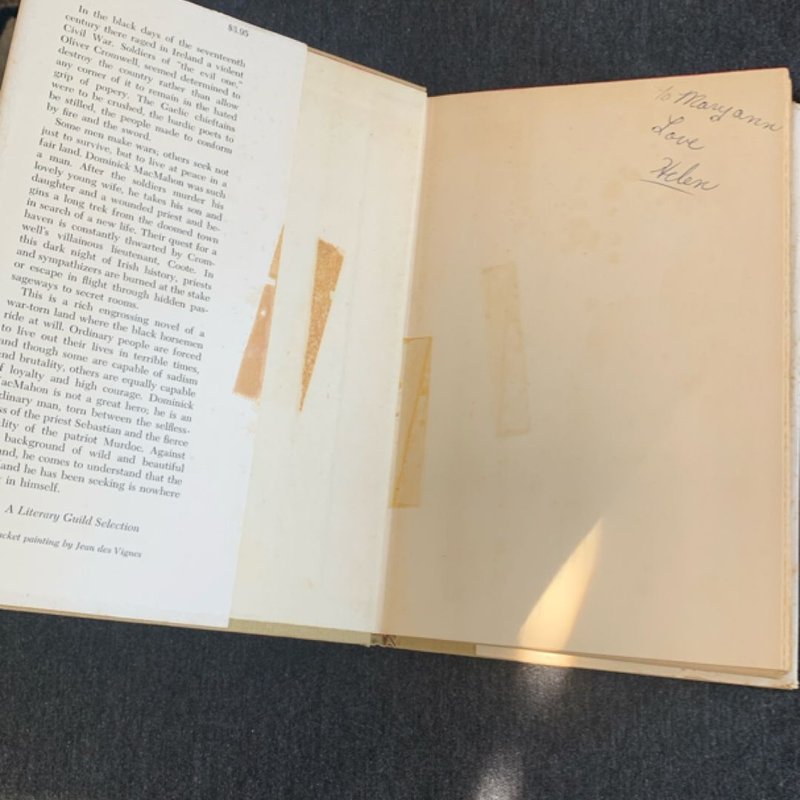 $3.95
In the black days of the seventeenth
century there raged in Ireland a violent
Civil War. Soldiers of "the evil one,"
Oliver Cromwell, seemed determined to
destroy the country rather than allow
any corner of it to remain in the hated
grip of popery. The Gaelic chieftains
were to be crushed, the bardic poets to
be stilled, the people made to conform
by fire and the sword.
Some men make wars; others seek not
just to survive, but to live at peace in a
fair land. Dominick MacMahon was such
a man. After the soldiers murder his
lovely young wife, he takes his son and
daughter and a wounded priest and be-
gins a long trek from the doomed town
in search of a new life. Their quest for a
haven is constantly thwarted by Crom-
well's villainous lieutenant, Coote. In
this dark night of Irish history, priests
and sympathizers are burned at the stake
or escape in flight through hidden pas-
sageways to secret rooms.
This is a rich engrossing novel of a
war-torn land where the black horsemen
ride at will. Ordinary people are forced
to live out their lives in terrible times,
and though some are capable of sadism
nd brutality, others are equally capable
f loyalty and high courage. Dominick
MacMahon is not a great hero; he is an
dinary man, torn between the selfless-
ss of the priest Sebastian and the fierce
lity of the patriot Murdoc. Against
background of wild and beautiful
nd, he comes to understand that the
and he has been seeking is nowhere
in himself.
A Literary Guild Selection
acket painting by Jean des Vignes
To Maryann
Love
Helen